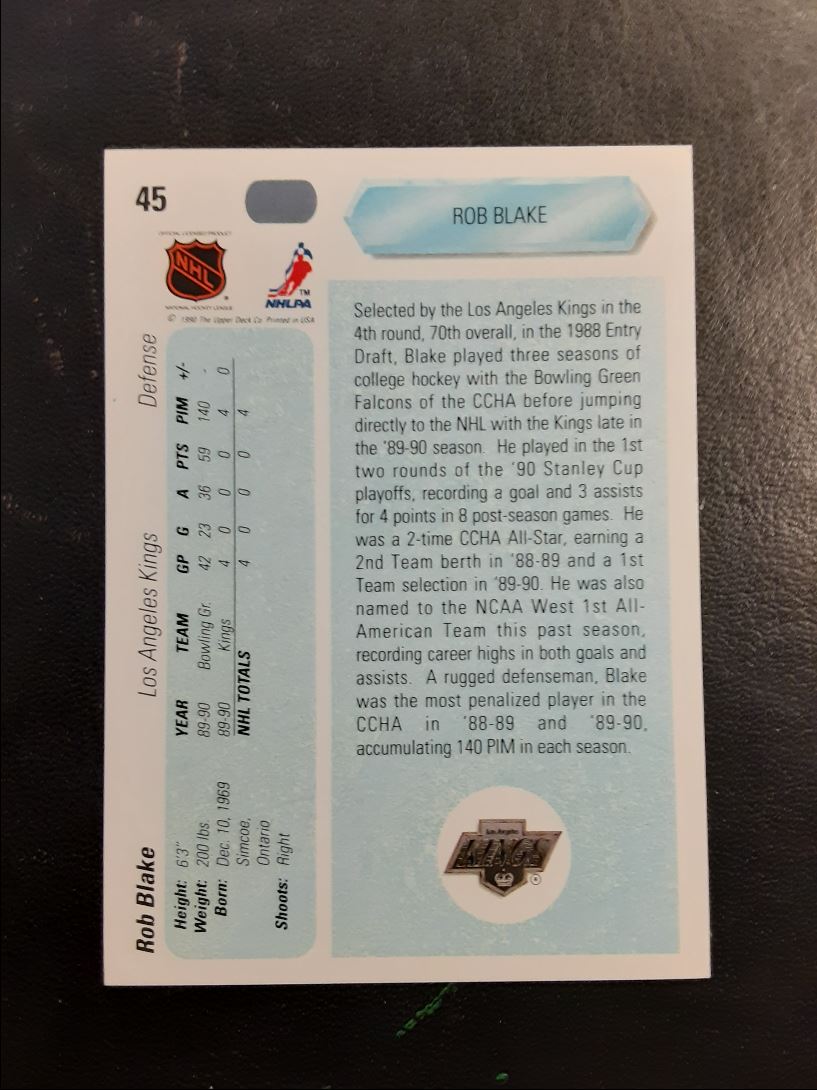 45
OFFICIAL LICENSED PRODUCT
NHL
NATIONAL HOCKEY LEAGUE
NHLPA
TM
© 1990 The Upper Deck Co. Printed in USA
Rob Blake Los Angeles Kings Defense
Height: 6'3"
Weight: 200 lbs.
Born: Dec. 10, 1969
Simcoe,
Ontario
Shoots: Right
YEAR TEAM GP G A PTS PIM +/-
89-90 Bowling Gr. 42 23 36 59 140 -
89-90 Kings 4 0 0 0 4 0
NHL TOTALS 4 0 0 0 4
ROB BLAKE
Selected by the Los Angeles Kings in the
4th round, 70th overall, in the 1988 Entry
Draft, Blake played three seasons of
college hockey with the Bowling Green
Falcons of the CCHA before jumping
directly to the NHL with the Kings late in
the '89-90 season. He played in the 1st
two rounds of the '90 Stanley Cup
playoffs, recording a goal and 3 assists
for 4 points in 8 post-season games. He
was a 2-time CCHA All-Star, earning a
2nd Team berth in '88-89 and a 1st
Team selection in '89-90. He was also
named to the NCAA West 1st All-
American Team this past season,
recording career highs in both goals and
assists. A rugged defenseman, Blake
was the most penalized player in the
CCHA in '88-89 and '89-90,
accumulating 140 PIM in each season.
Los Angeles
KINGS
®